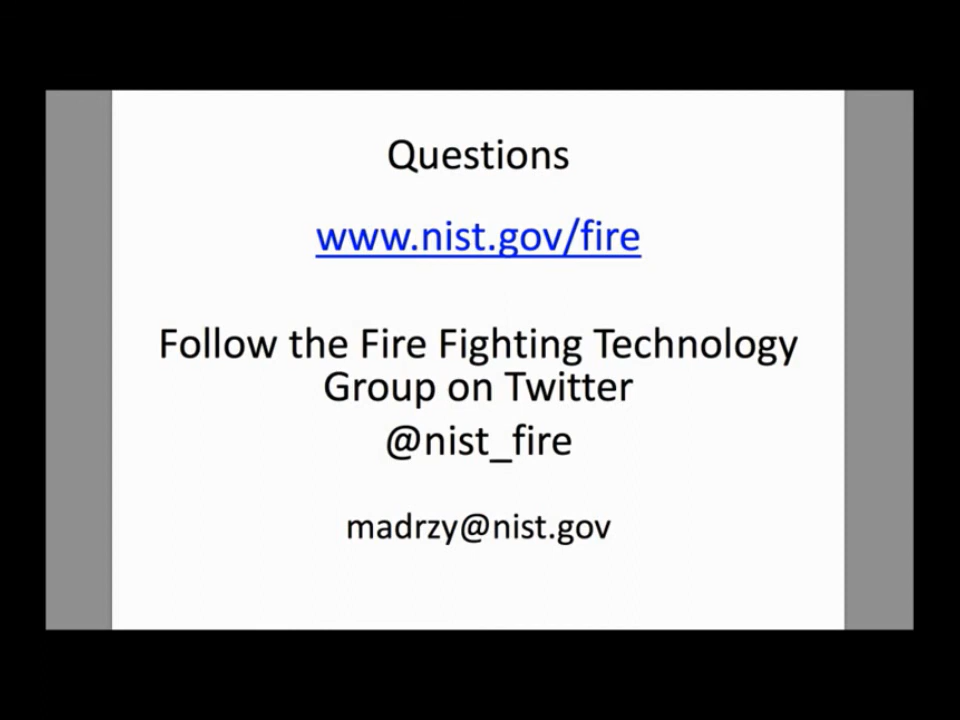 Questions
www.nist.gov/fire
Follow the Fire Fighting Technology
Group on Twitter
@nist_fire
madrzy@nist.gov